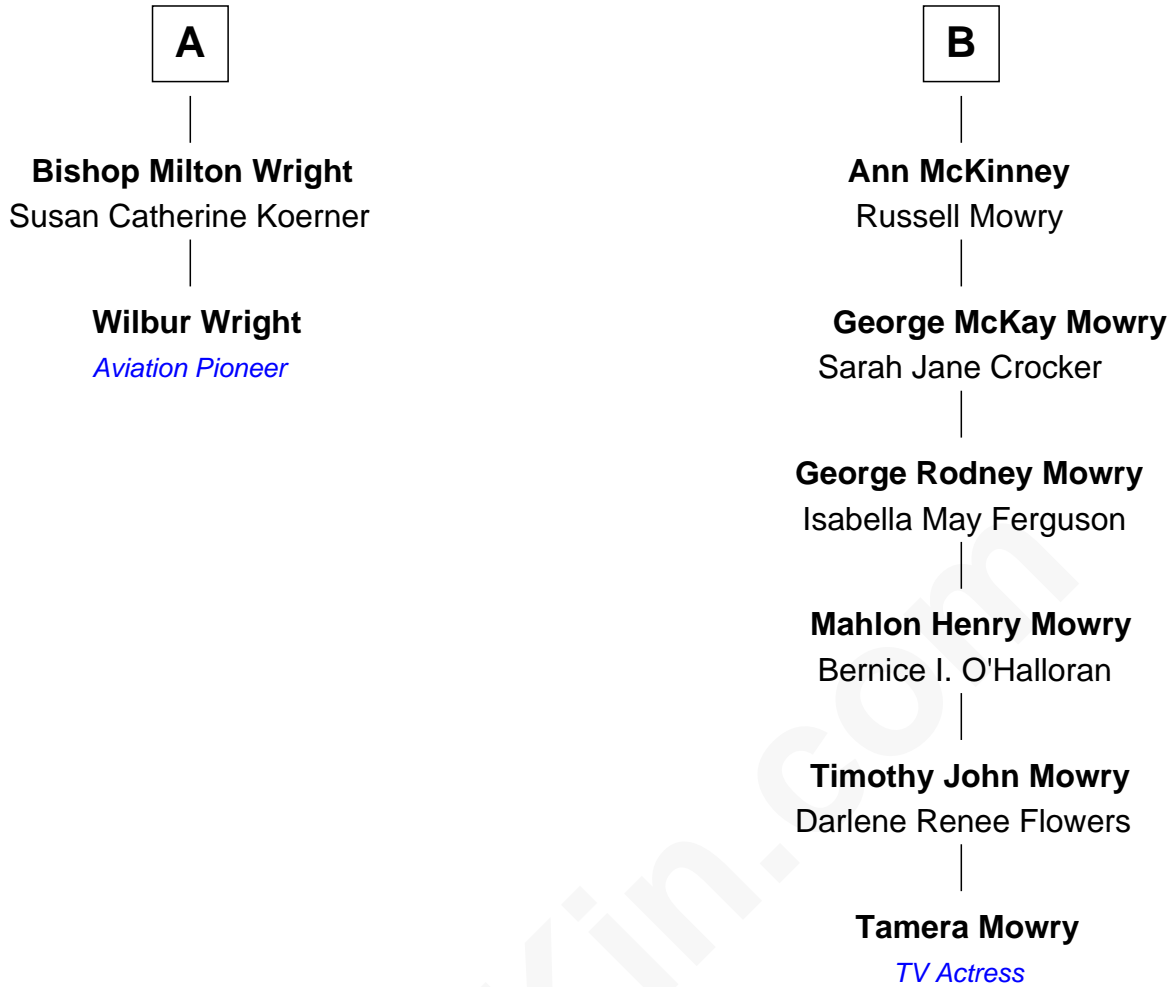 A
Bishop Milton Wright
Susan Catherine Koerner
Wilbur Wright
Aviation Pioneer
B
Ann McKinney
Russell Mowry
George McKay Mowry
Sarah Jane Crocker
George Rodney Mowry
Isabella May Ferguson
Mahlon Henry Mowry
Bernice I. O'Halloran
Timothy John Mowry
Darlene Renee Flowers
Tamera Mowry
TV Actress
Kin.com